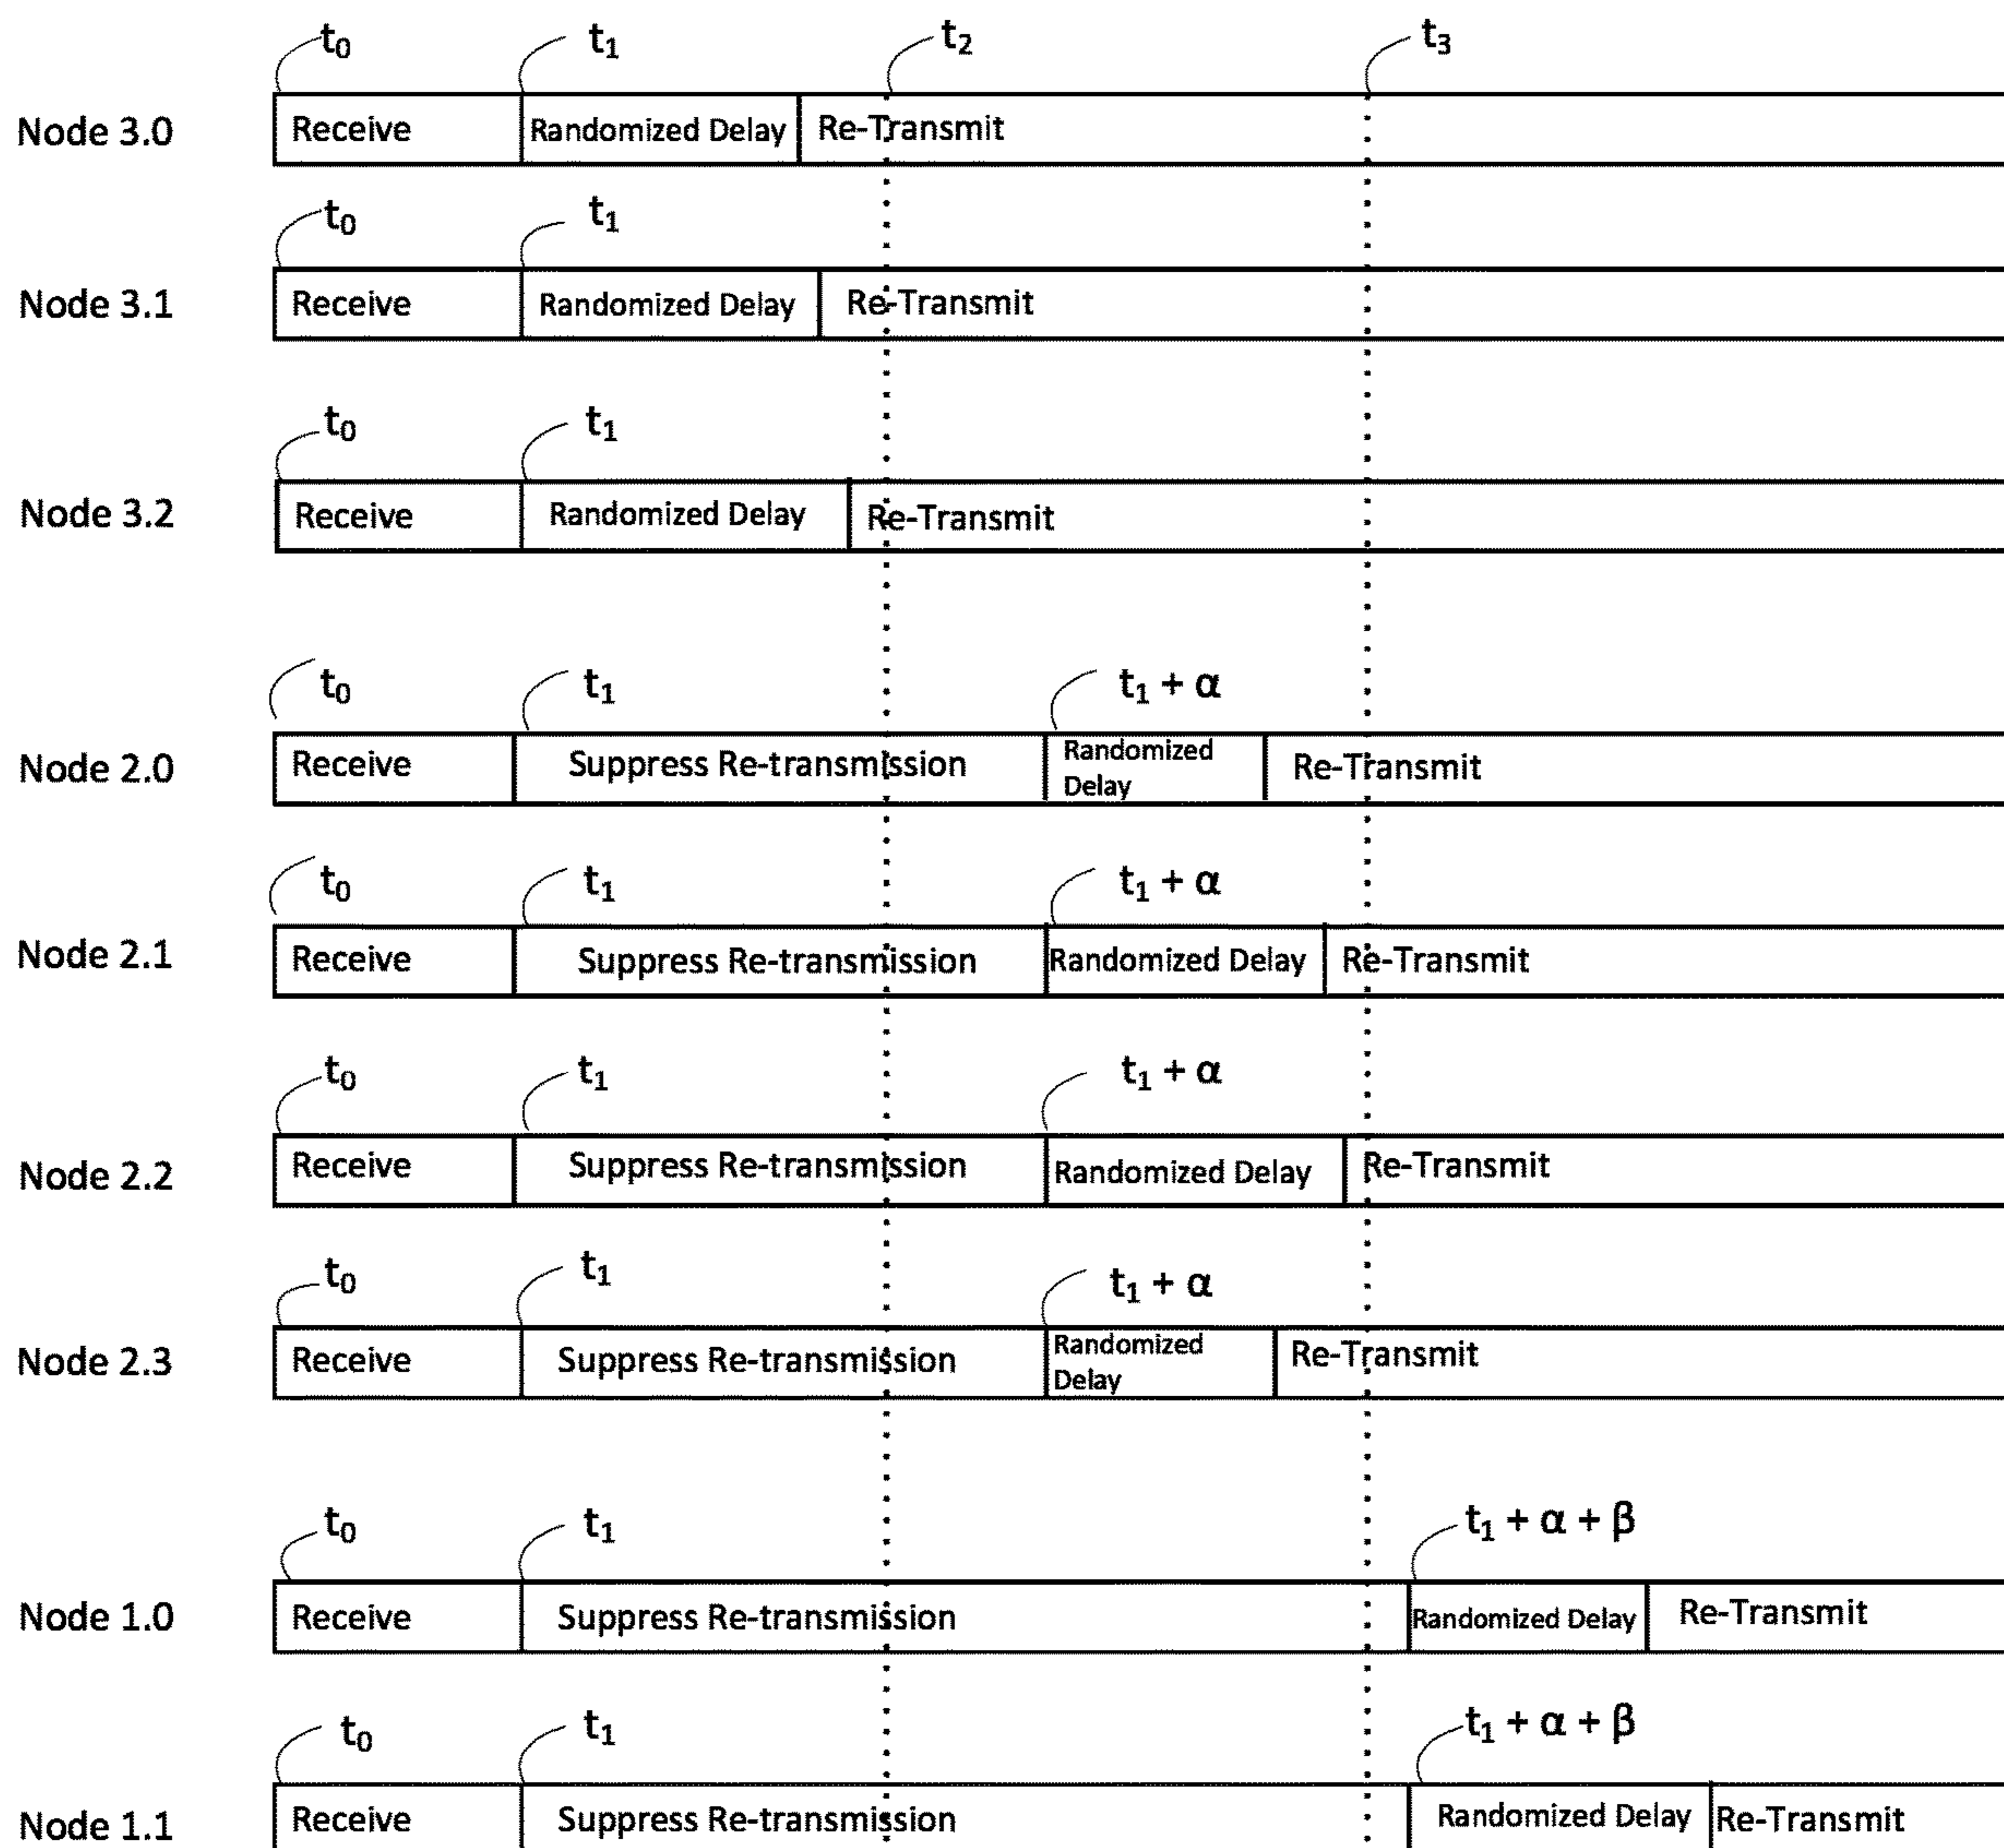 t₀ t₁ t₂ t₃
Node 3.0 Receive Randomized Delay Re-Transmit
t₀ t₁
Node 3.1 Receive Randomized Delay Re-Transmit
t₀ t₁
Node 3.2 Receive Randomized Delay Re-Transmit
t₀ t₁ t₁ + α
Node 2.0 Receive Suppress Re-transmission Randomized Delay Re-Transmit
t₀ t₁ t₁ + α
Node 2.1 Receive Suppress Re-transmission Randomized Delay Re-Transmit
t₀ t₁ t₁ + α
Node 2.2 Receive Suppress Re-transmission Randomized Delay Re-Transmit
t₀ t₁ t₁ + α
Node 2.3 Receive Suppress Re-transmission Randomized Delay Re-Transmit
t₀ t₁ t₁ + α + β
Node 1.0 Receive Suppress Re-transmission Randomized Delay Re-Transmit
t₀ t₁ t₁ + α + β
Node 1.1 Receive Suppress Re-transmission Randomized Delay Re-Transmit